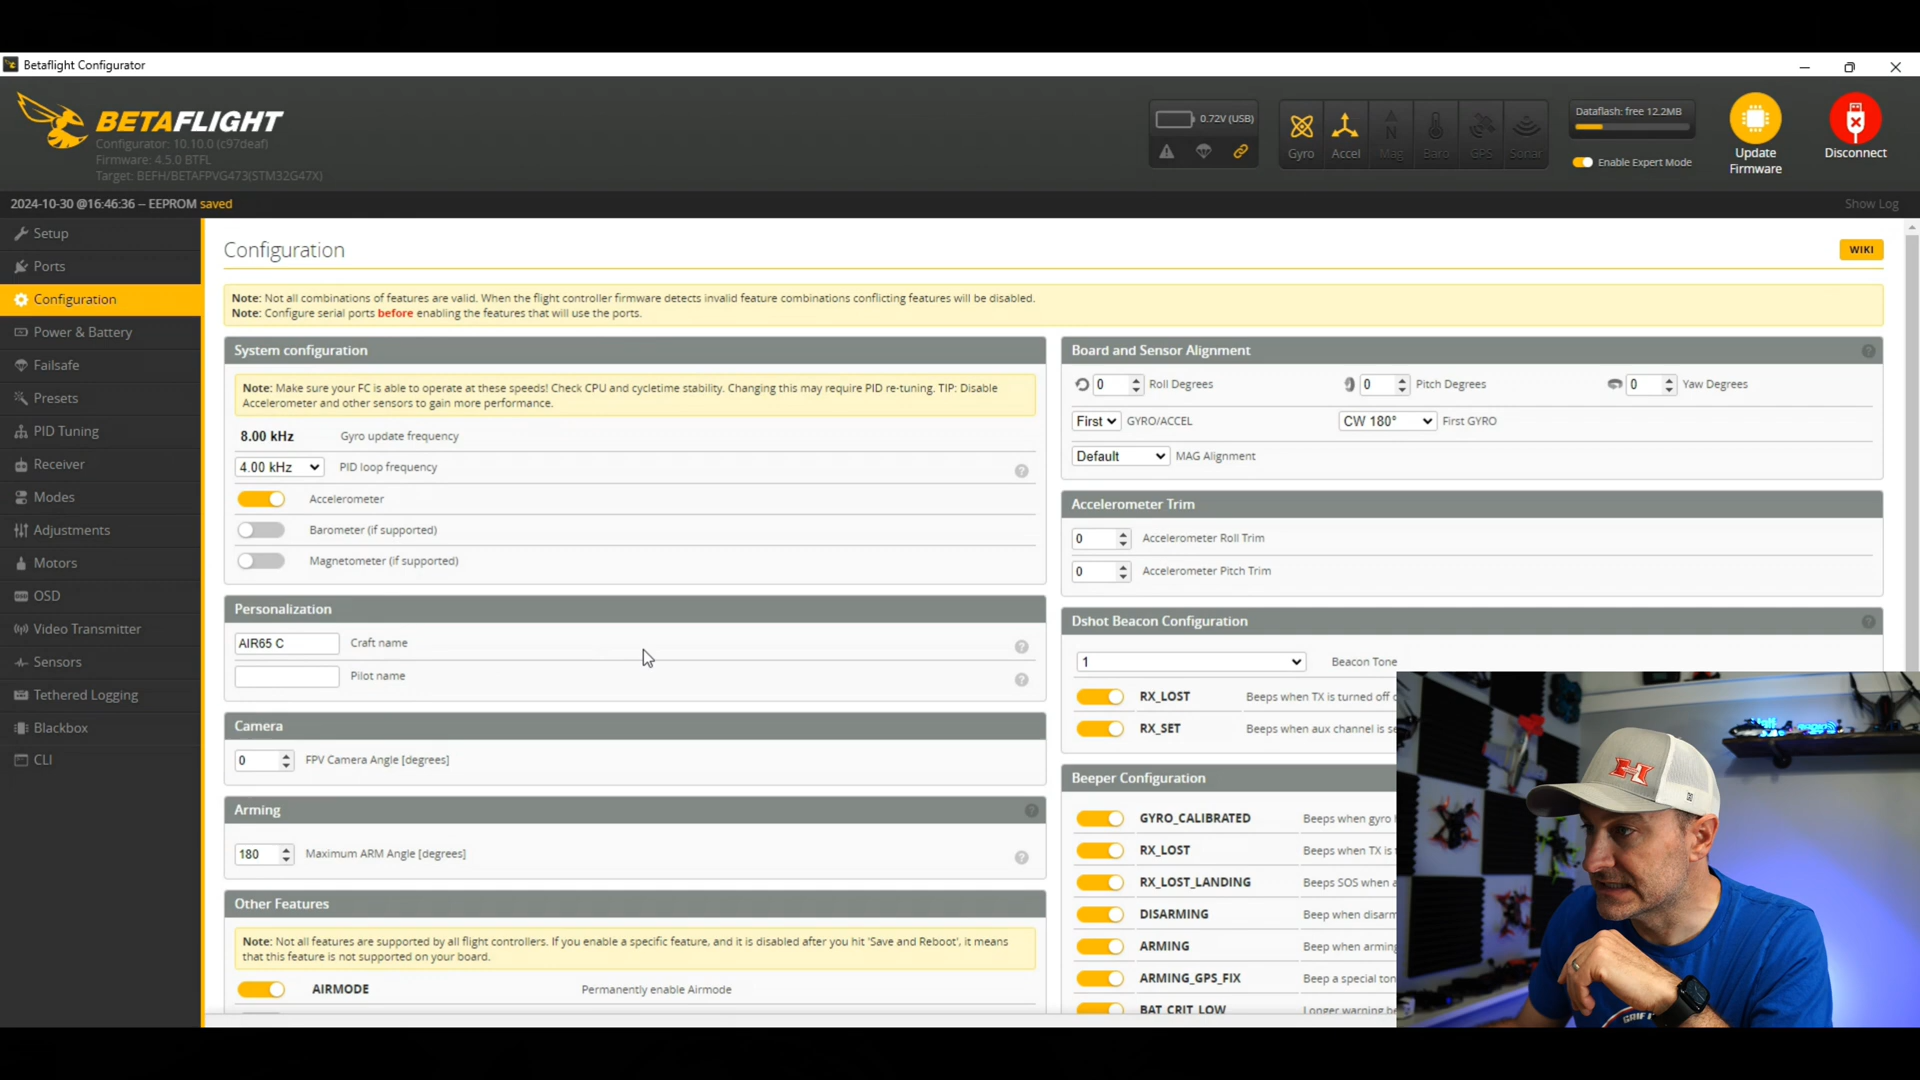 Betaflight Configurator
BETAFLIGHT
Configurator: 10.10.0 (c97deaf)
Firmware: 4.5.0 BTFL
Target: BEFH/BETAFPVG473(STM32G47X)
0.72V (USB)
Gyro
Accel
Mag
Baro
GPS
Sonar
Dataflash: free 12.2MB
Enable Expert Mode
Update
Firmware
Disconnect
2024-10-30 @16:46:36 -- EEPROM saved
Show Log
Setup
Ports
Configuration
Power & Battery
Failsafe
Presets
PID Tuning
Receiver
Modes
Adjustments
Motors
OSD
Video Transmitter
Sensors
Tethered Logging
Blackbox
CLI
Configuration
WIKI
Note: Not all combinations of features are valid. When the flight controller firmware detects invalid feature combinations conflicting features will be disabled.
Note: Configure serial ports before enabling the features that will use the ports.
System configuration
Note: Make sure your FC is able to operate at these speeds! Check CPU and cycletime stability. Changing this may require PID re-tuning. TIP: Disable
Accelerometer and other sensors to gain more performance.
8.00 kHz Gyro update frequency
4.00 kHz PID loop frequency
Accelerometer
Barometer (if supported)
Magnetometer (if supported)
Personalization
AIR65 C Craft name
Pilot name
Camera
0 FPV Camera Angle [degrees]
Arming
180 Maximum ARM Angle [degrees]
Other Features
Note: Not all features are supported by all flight controllers. If you enable a specific feature, and it is disabled after you hit 'Save and Reboot', it means
that this feature is not supported on your board.
AIRMODE Permanently enable Airmode
Board and Sensor Alignment
0 Roll Degrees 0 Pitch Degrees 0 Yaw Degrees
First GYRO/ACCEL CW 180° First GYRO
Default MAG Alignment
Accelerometer Trim
0 Accelerometer Roll Trim
0 Accelerometer Pitch Trim
Dshot Beacon Configuration
1 Beacon Tone
RX_LOST Beeps when TX is turned off
RX_SET Beeps when aux channel is se
Beeper Configuration
GYRO_CALIBRATED Beeps when gyro
RX_LOST Beeps when TX is
RX_LOST_LANDING Beeps SOS when
DISARMING Beep when disarm
ARMING Beep when arming
ARMING_GPS_FIX Beep a special ton
BAT_CRIT_LOW Longer warning be
H